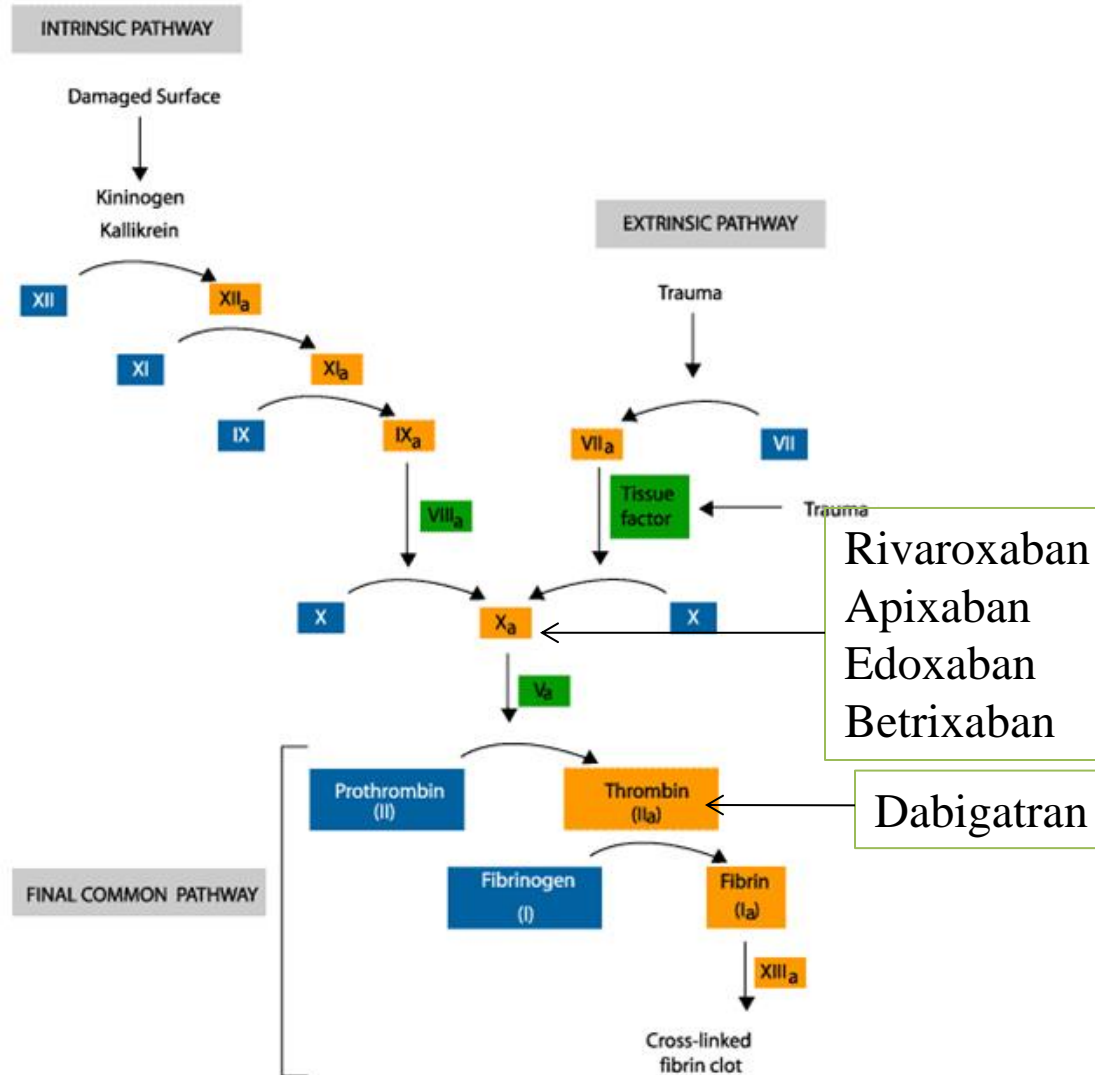 INTRINSIC PATHWAY
Damaged Surface
Kininogen
Kallikrein
EXTRINSIC PATHWAY
Trauma
XII
XIIa
XI
XIa
IX
IXa
VIIa
VII
VIIIa
Tissue
factor
Trauma
Rivaroxaban
Apixaban
Edoxaban
Betrixaban
X
Xa
X
Va
Prothrombin
(II)
Thrombin
(IIa)
Dabigatran
Fibrinogen
(I)
Fibrin
(Ia)
FINAL COMMON PATHWAY
XIIIa
Cross-linked
fibrin clot